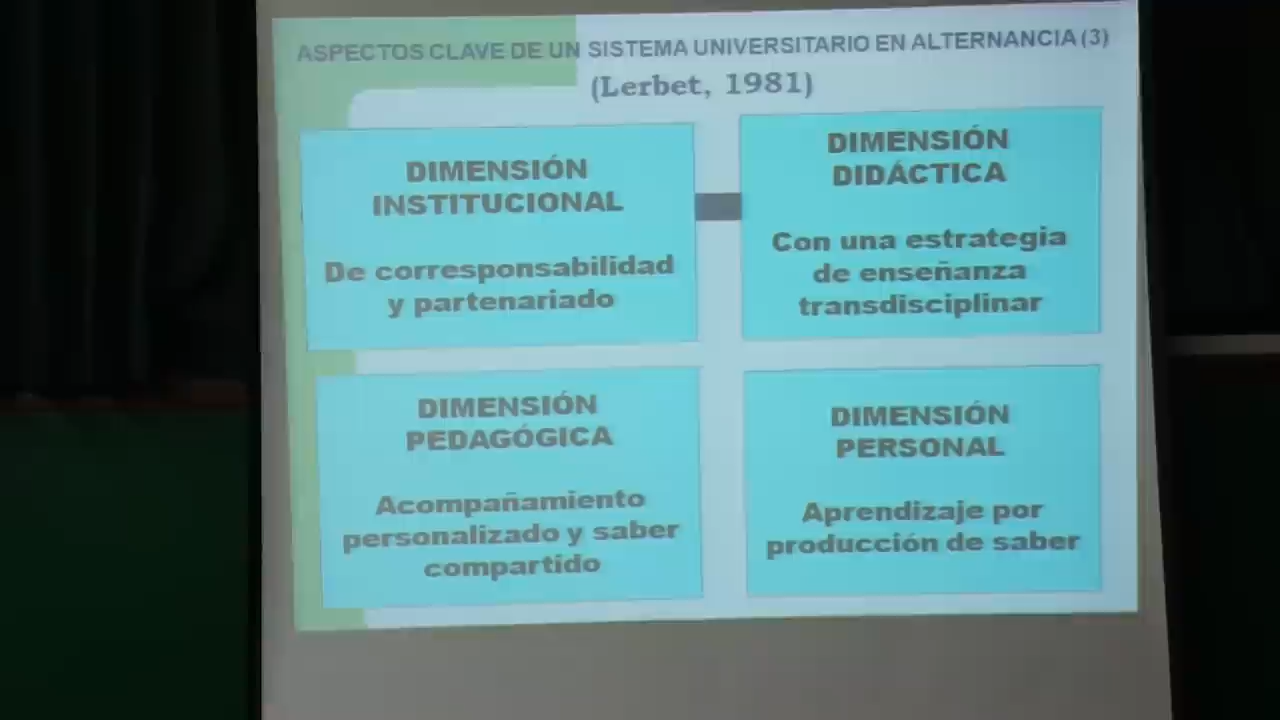 ASPECTOS CLAVE DE UN SISTEMA UNIVERSITARIO EN ALTERNANCIA (3)
(Lerbet, 1981)
DIMENSIÓN
INSTITUCIONAL
De corresponsabilidad
y partenariado
DIMENSIÓN
DIDÁCTICA
Con una estrategia
de enseñanza
transdisciplinar
DIMENSIÓN
PEDAGÓGICA
Acompañamiento
personalizado y saber
compartido
DIMENSIÓN
PERSONAL
Aprendizaje por
producción de saber